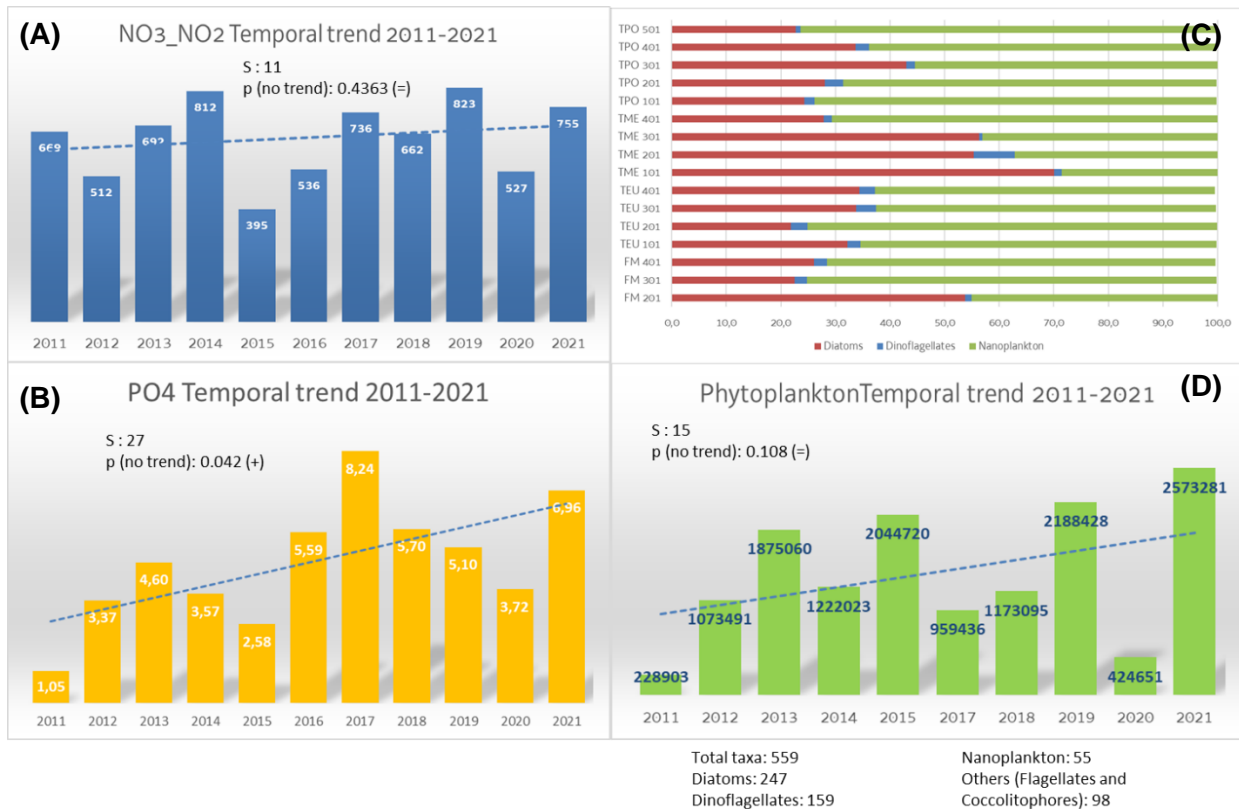 (A)
NO3_NO2 Temporal trend 2011-2021
S : 11
p (no trend): 0.4363 (=)
669
512
692
812
395
536
736
662
823
527
755
2011 2012 2013 2014 2015 2016 2017 2018 2019 2020 2021
(B)
PO4 Temporal trend 2011-2021
S : 27
p (no trend): 0.042 (+)
1,05
3,37
4,60
3,57
2,58
5,59
8,24
5,70
5,10
3,72
6,96
2011 2012 2013 2014 2015 2016 2017 2018 2019 2020 2021
(C)
TPO 501
TPO 401
TPO 301
TPO 201
TPO 101
TME 401
TME 301
TME 201
TME 101
TEU 401
TEU 301
TEU 201
TEU 101
FM 401
FM 301
FM 201
0,0 10,0 20,0 30,0 40,0 50,0 60,0 70,0 80,0 90,0 100,0
Diatoms Dinoflagellates Nanoplankton
(D)
PhytoplanktonTemporal trend 2011-2021
S : 15
p (no trend): 0.108 (=)
228903
1073491
1875060
1222023
2044720
959436
1173095
2188428
424651
2573281
2011 2012 2013 2014 2015 2017 2018 2019 2020 2021
Total taxa: 559
Diatoms: 247
Dinoflagellates: 159
Nanoplankton: 55
Others (Flagellates and
Coccolitophores): 98